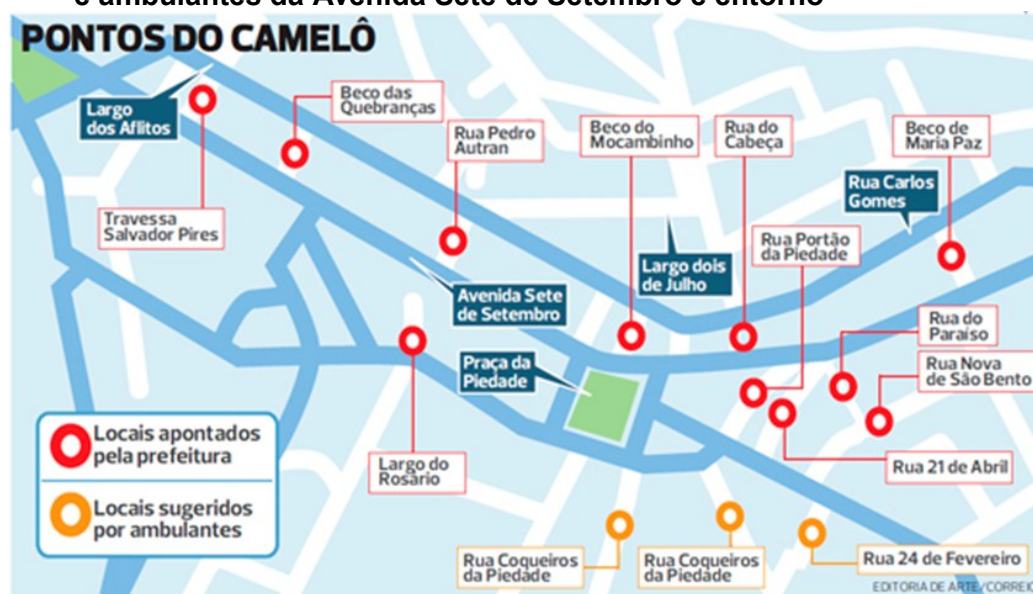 e ambulantes da Avenida Sete de Setembro e entorno
PONTOS DO CAMELÔ
Largo
dos Aflitos
Beco das
Quebranças
Rua Pedro
Autran
Beco do
Mocambinho
Rua do
Cabeça
Beco de
Maria Paz
Rua Carlos
Gomes
Travessa
Salvador Pires
Rua Portão
da Piedade
Largo dois
de Julho
Avenida Sete
de Setembro
Rua do
Paraíso
Praça da
Piedade
Rua Nova
de São Bento
Locais apontados
pela prefeitura
Largo do
Rosário
Rua 21 de Abril
Locais sugeridos
por ambulantes
Rua Coqueiros
da Piedade
Rua Coqueiros
da Piedade
Rua 24 de Fevereiro
EDITORIA DE ARTE/CORREIO